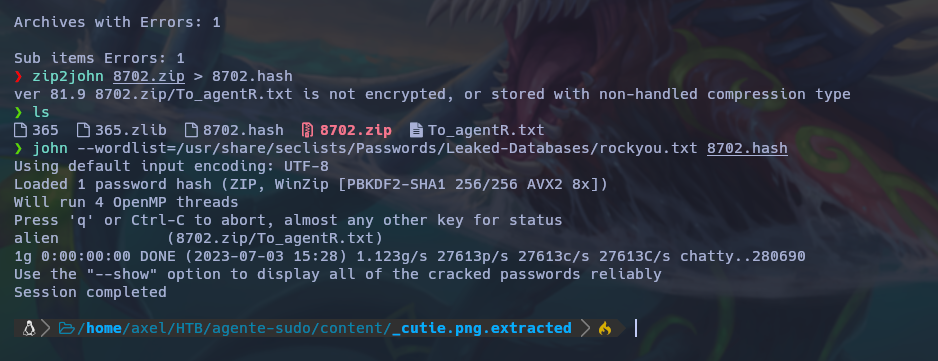 Archives with Errors: 1
Sub items Errors: 1
❯ zip2john 8702.zip > 8702.hash
ver 81.9 8702.zip/To_agentR.txt is not encrypted, or stored with non-handled compression type
❯ ls
365 365.zlib 8702.hash 8702.zip To_agentR.txt
❯ john --wordlist=/usr/share/seclists/Passwords/Leaked-Databases/rockyou.txt 8702.hash
Using default input encoding: UTF-8
Loaded 1 password hash (ZIP, WinZip [PBKDF2-SHA1 256/256 AVX2 8x])
Will run 4 OpenMP threads
Press 'q' or Ctrl-C to abort, almost any other key for status
alien            (8702.zip/To_agentR.txt)
1g 0:00:00:00 DONE (2023-07-03 15:28) 1.123g/s 27613p/s 27613c/s 27613C/s chatty..280690
Use the "--show" option to display all of the cracked passwords reliably
Session completed
/home/axel/HTB/agente-sudo/content/_cutie.png.extracted